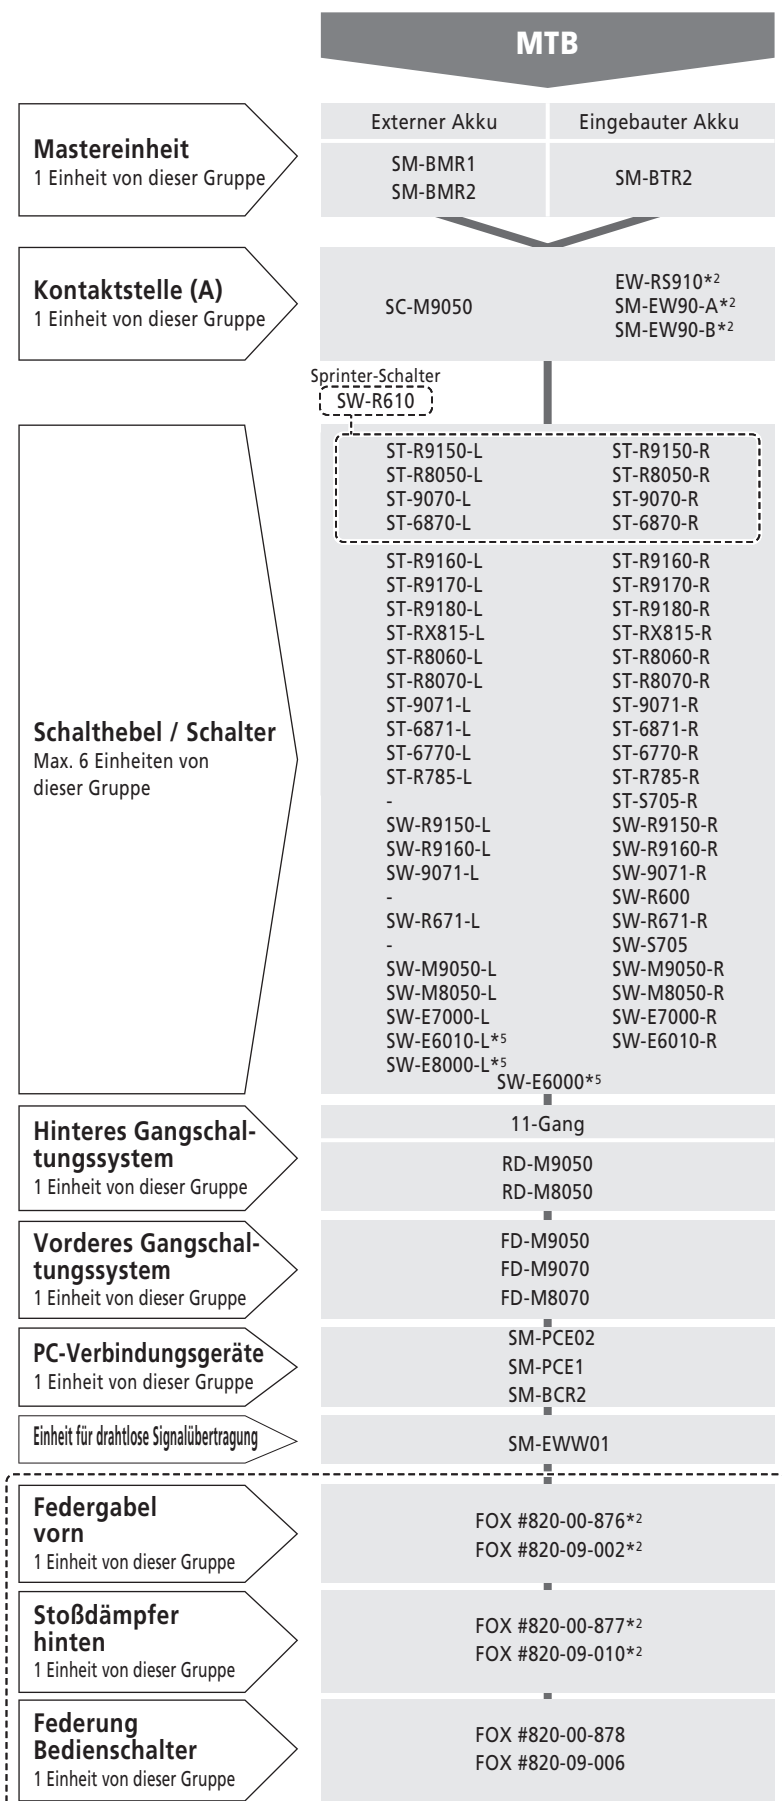 MTB
Mastereinheit
1 Einheit von dieser Gruppe
Externer Akku
Eingebauter Akku
SM-BMR1
SM-BMR2
SM-BTR2
Kontaktstelle (A)
1 Einheit von dieser Gruppe
SC-M9050
EW-RS910*2
SM-EW90-A*2
SM-EW90-B*2
Sprinter-Schalter
SW-R610
Schalthebel / Schalter
Max. 6 Einheiten von
dieser Gruppe
ST-R9150-L ST-R9150-R
ST-R8050-L ST-R8050-R
ST-9070-L ST-9070-R
ST-6870-L ST-6870-R
ST-R9160-L ST-R9160-R
ST-R9170-L ST-R9170-R
ST-R9180-L ST-R9180-R
ST-RX815-L ST-RX815-R
ST-R8060-L ST-R8060-R
ST-R8070-L ST-R8070-R
ST-9071-L ST-9071-R
ST-6871-L ST-6871-R
ST-6770-L ST-6770-R
ST-R785-L ST-R785-R
- ST-S705-R
SW-R9150-L SW-R9150-R
SW-R9160-L SW-R9160-R
SW-9071-L SW-9071-R
- SW-R600
SW-R671-L SW-R671-R
- SW-S705
SW-M9050-L SW-M9050-R
SW-M8050-L SW-M8050-R
SW-E7000-L SW-E7000-R
SW-E6010-L*5 SW-E6010-R
SW-E8000-L*5
SW-E6000*5
Hinteres Gangschal-
tungssystem
1 Einheit von dieser Gruppe
11-Gang
RD-M9050
RD-M8050
Vorderes Gangschal-
tungssystem
1 Einheit von dieser Gruppe
FD-M9050
FD-M9070
FD-M8070
PC-Verbindungsgeräte
1 Einheit von dieser Gruppe
SM-PCE02
SM-PCE1
SM-BCR2
Einheit für drahtlose Signalübertragung
SM-EWW01
Federgabel
vorn
1 Einheit von dieser Gruppe
FOX #820-00-876*2
FOX #820-09-002*2
Stoßdämpfer
hinten
1 Einheit von dieser Gruppe
FOX #820-00-877*2
FOX #820-09-010*2
Federung
Bedienschalter
1 Einheit von dieser Gruppe
FOX #820-00-878
FOX #820-09-006